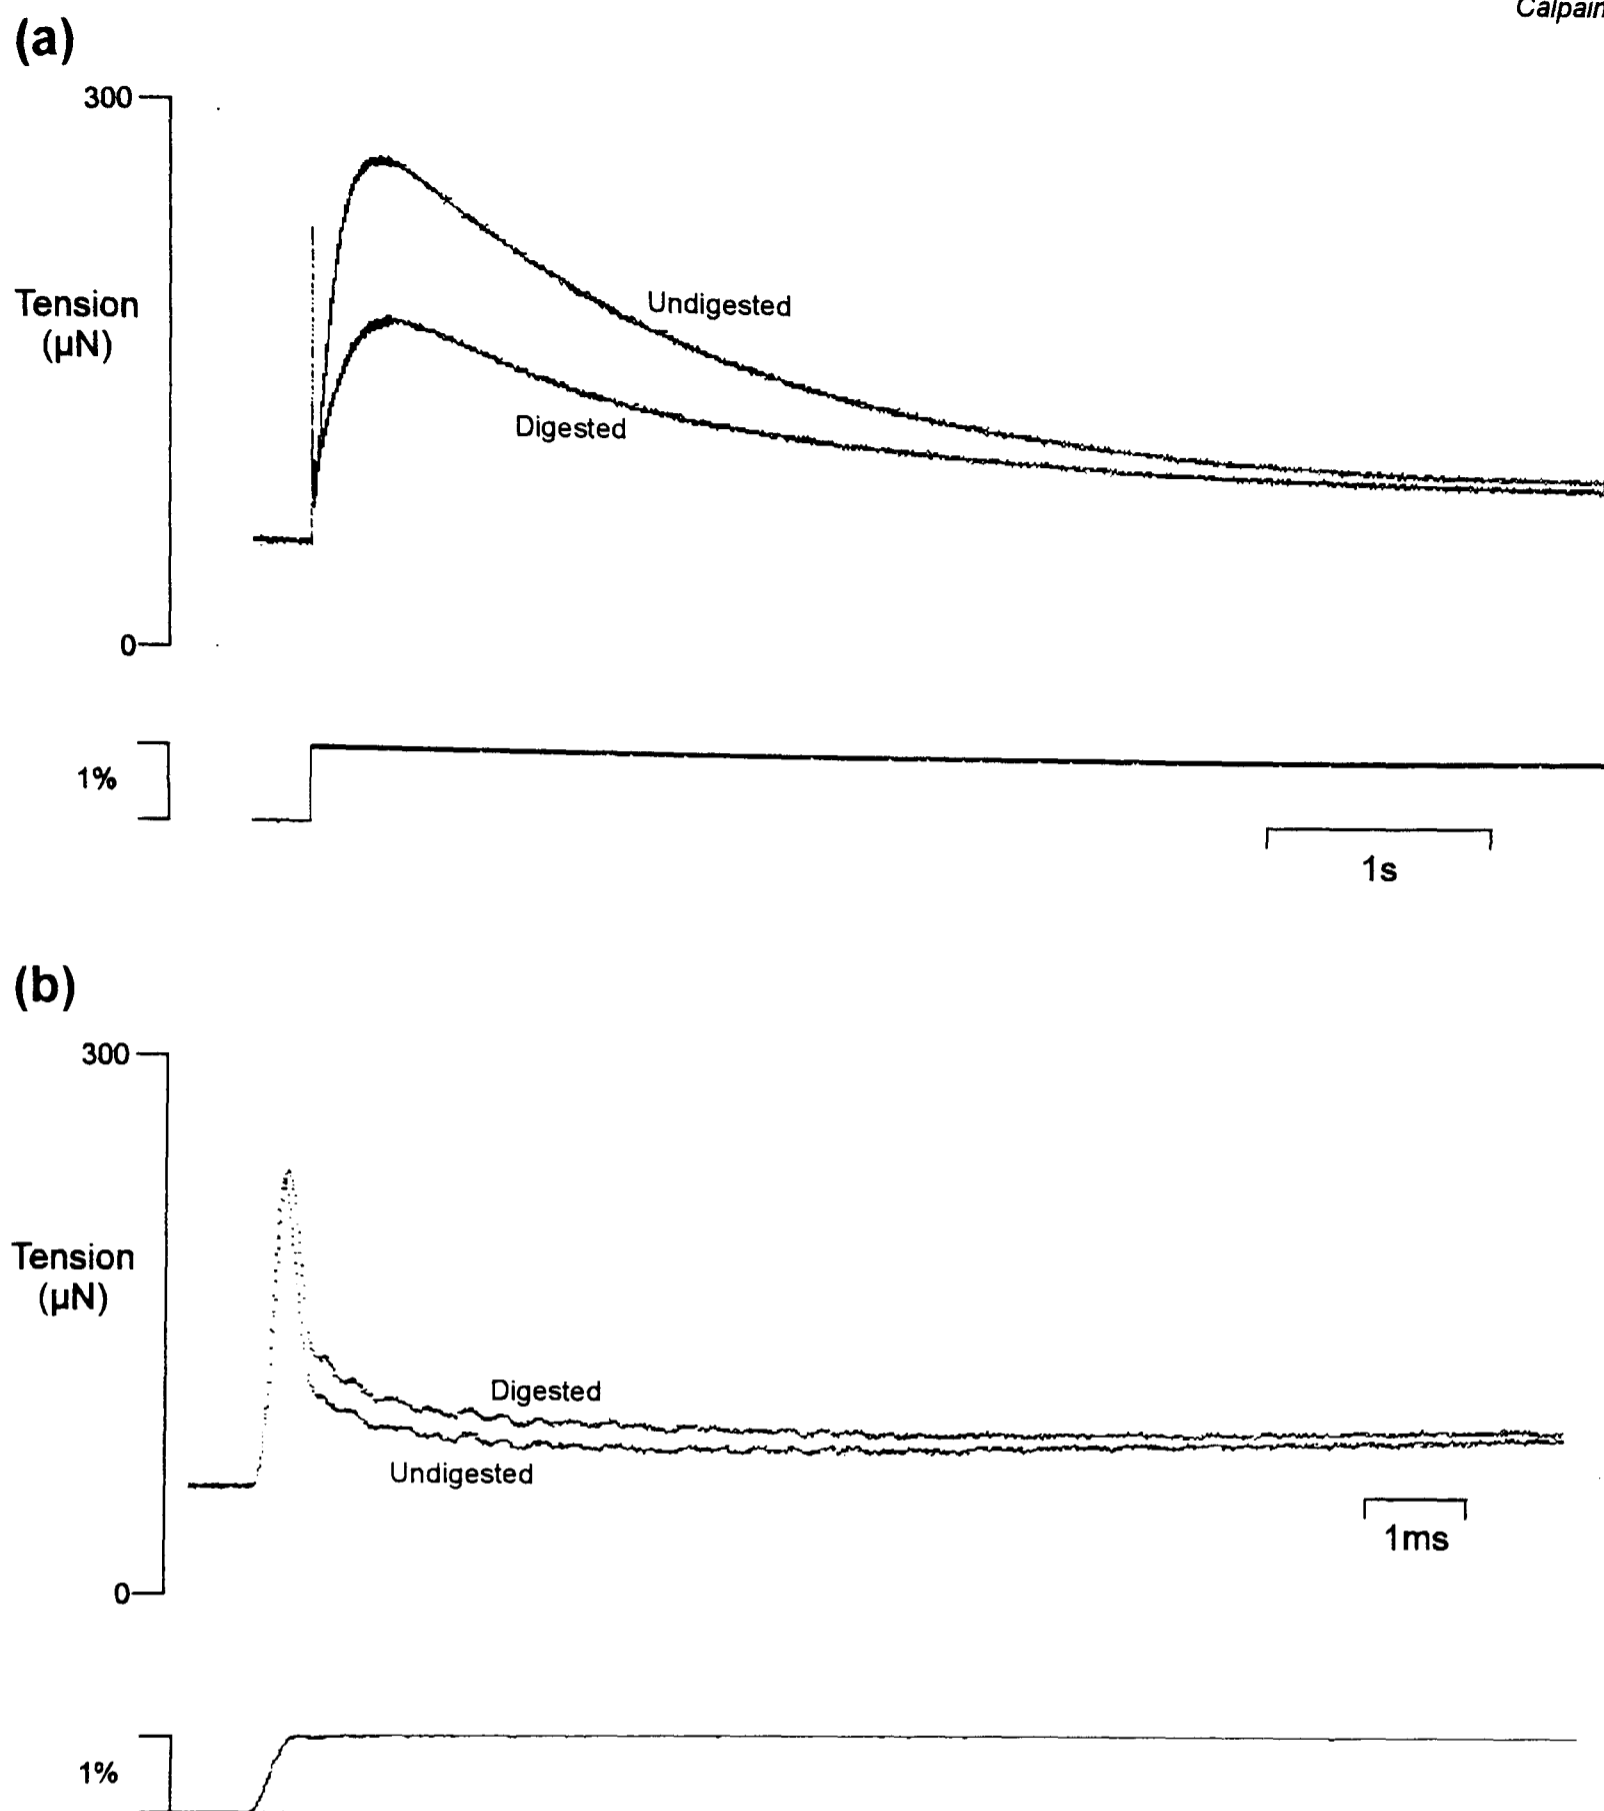 Calpain
(a)
300
Tension
(µN)
Undigested
Digested
0
1%
1s
(b)
300
Tension
(µN)
Digested
Undigested
1ms
0
1%